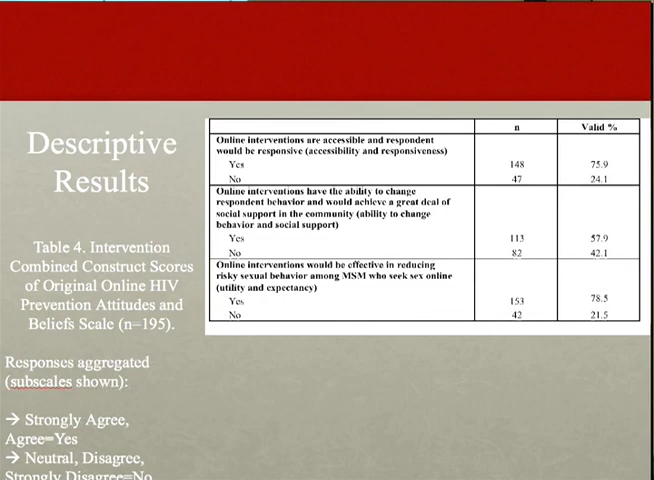 Descriptive
Results
Table 4. Intervention
Combined Construct Scores
of Original Online HIV
Prevention Attitudes and
Beliefs Scale (n=195).
Responses aggregated
(subscales shown):
→ Strongly Agree,
Agree=Yes
→ Neutral, Disagree,
Strongly Disagree=No
n Valid %
Online interventions are accessible and respondent
would be responsive (accessibility and responsiveness)
Yes 148 75.9
No 47 24.1
Online interventions have the ability to change
respondent behavior and would achieve a great deal of
social support in the community (ability to change
behavior and social support)
Yes 113 57.9
No 82 42.1
Online interventions would be effective in reducing
risky sexual behavior among MSM who seek sex online
(utility and expectancy)
Yes 153 78.5
No 42 21.5